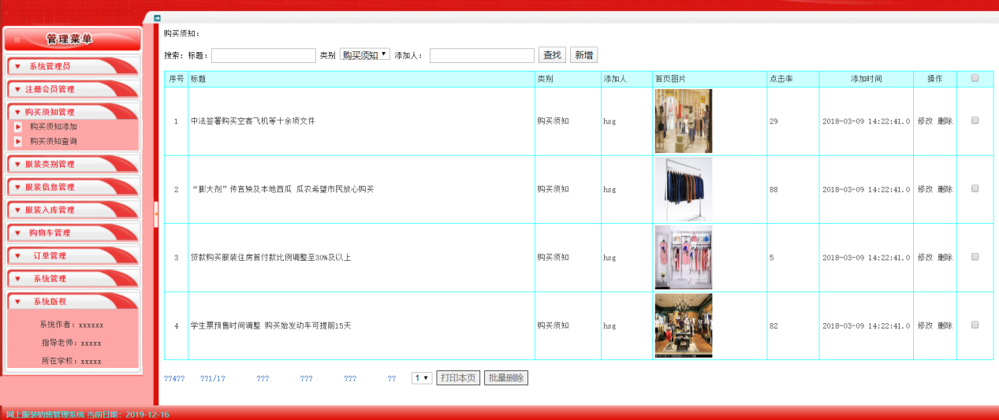 管理菜单
系统管理员
注册会员管理
购买须知管理
购买须知添加
购买须知查询
服装类别管理
服装信息管理
服装入库管理
购物车管理
订单管理
系统管理
系统版权
系统作者：xxxxxx
指导老师：xxxxx
所在学校：xxxxx
购买须知：
搜索：标题： 类别 购买须知 添加人： 查找 新增
序号 标题 类别 添加人 首页图片 点击率 添加时间 操作
1 中法签署购买空客飞机等十余项文件 购买须知 hsg 29 2018-03-09 14:22:41.0 修改 删除
2 “膨大剂”传言殃及本地西瓜 瓜农希望市民放心购买 购买须知 hsg 88 2018-03-09 14:22:41.0 修改 删除
3 贷款购买服装住房首付款比例调整至30%及以上 购买须知 hsg 5 2018-03-09 14:22:41.0 修改 删除
4 学生票预售时间调整 购买始发动车可提前15天 购买须知 hsg 82 2018-03-09 14:22:41.0 修改 删除
??4?? ??1/1? ??? ??? ??? ?? 1 打印本页 批量删除
网上服装销售管理系统 当前日期：2019-12-16